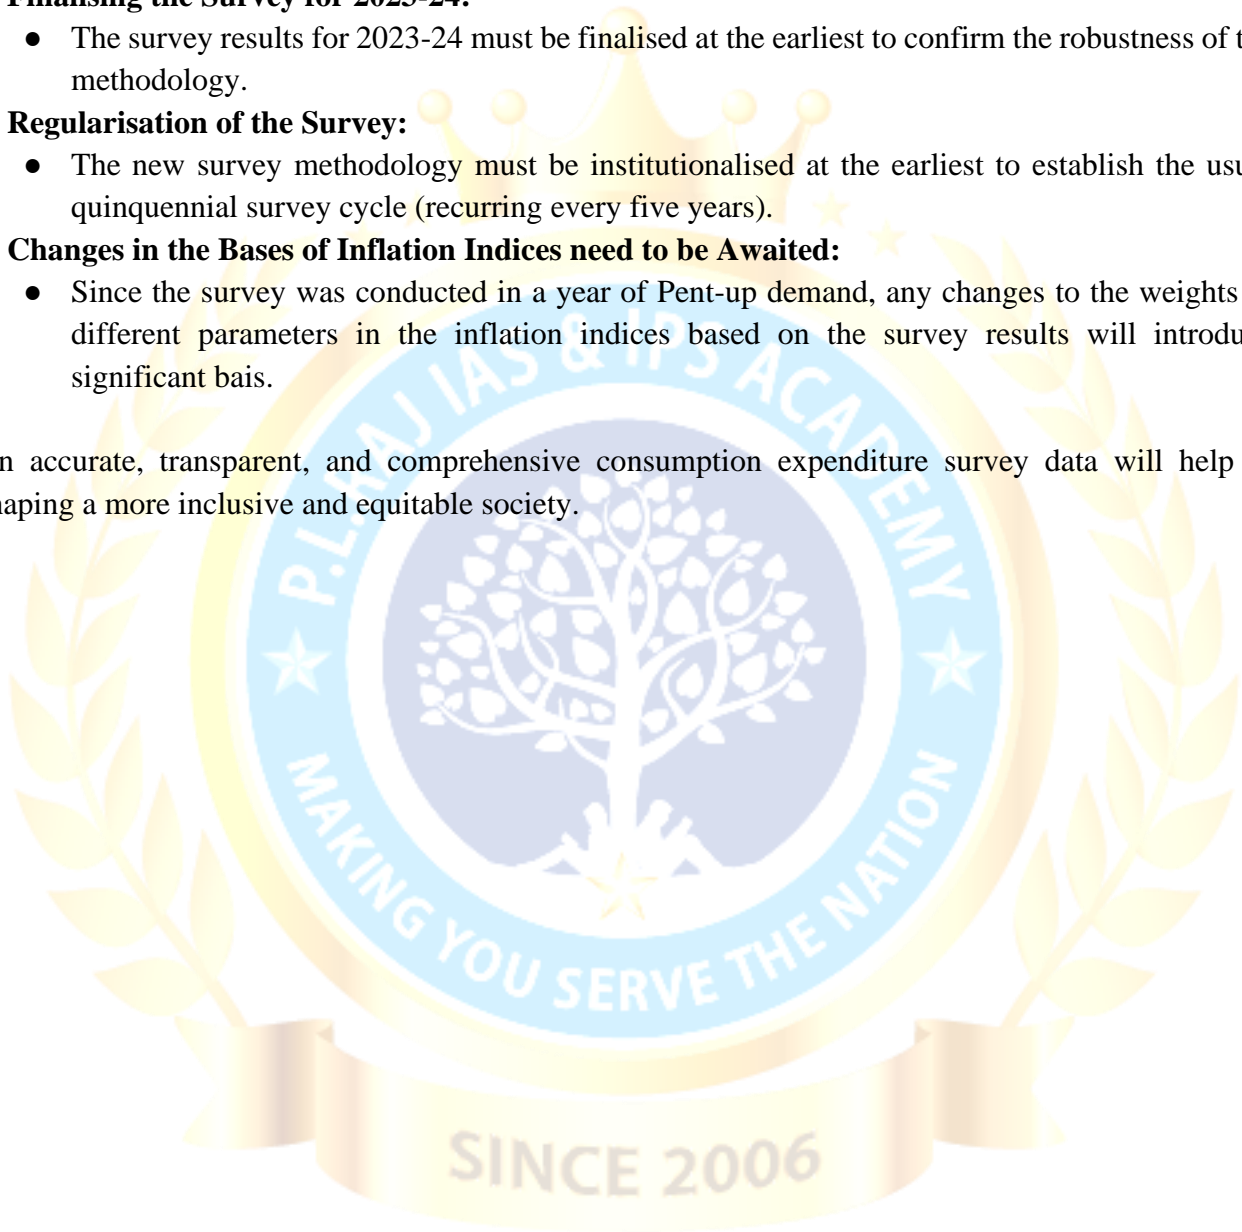 Finalising the Survey for 2023-24:
● The survey results for 2023-24 must be finalised at the earliest to confirm the robustness of t
methodology.
Regularisation of the Survey:
● The new survey methodology must be institutionalised at the earliest to establish the usu
quinquennial survey cycle (recurring every five years).
Changes in the Bases of Inflation Indices need to be Awaited:
● Since the survey was conducted in a year of Pent-up demand, any changes to the weights
different parameters in the inflation indices based on the survey results will introdu
significant bais.
n accurate, transparent, and comprehensive consumption expenditure survey data will help
haping a more inclusive and equitable society.
P.L.RAJ IAS & IPS ACADEMY
MAKING YOU SERVE THE NATION
SINCE 2006